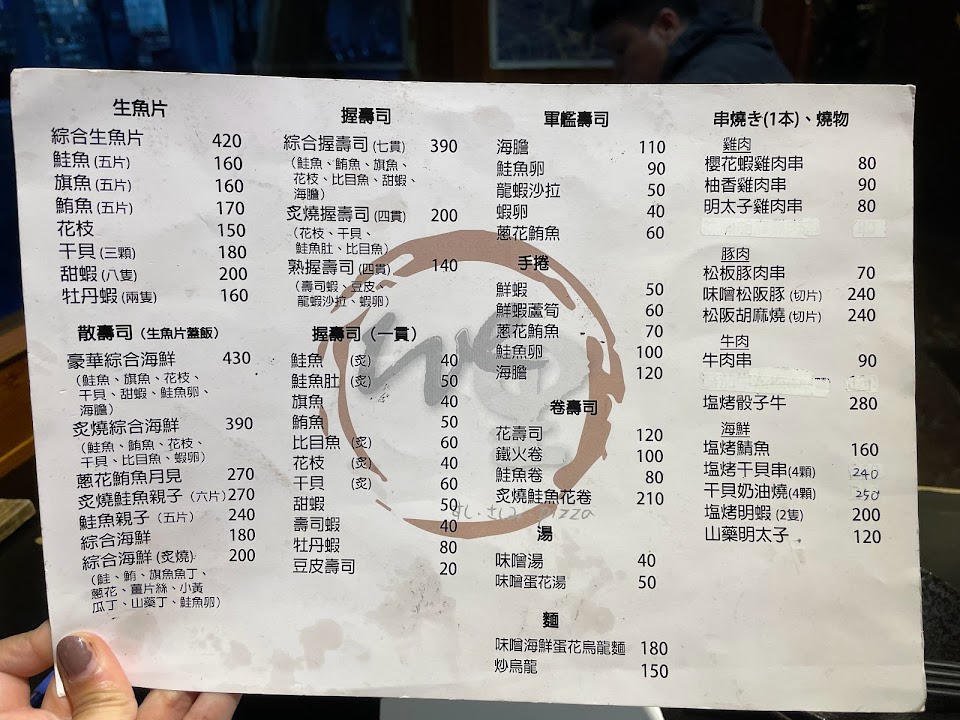 生魚片
綜合生魚片 420
鮭魚(五片) 160
旗魚(五片) 160
鮪魚(五片) 170
花枝 150
干貝(三顆) 180
甜蝦(八隻) 200
牡丹蝦(兩隻) 160
散壽司(生魚片蓋飯)
豪華綜合海鮮 430
(鮭魚、旗魚、花枝、
干貝、甜蝦、鮭魚卵、
海膽)
炙燒綜合海鮮 390
(鮭魚、鮪魚、花枝、
干貝、比目魚、蝦卵)
蔥花鮪魚月見 270
炙燒鮭魚親子(六片) 270
鮭魚親子(五片) 240
綜合海鮮 180
綜合海鮮(炙燒) 200
(鮭、鮪、旗魚魚丁、
蔥花、薑片絲、小黃
瓜丁、山藥丁、鮭魚卵)
握壽司
綜合握壽司(七貫) 390
(鮭魚、鮪魚、旗魚、
花枝、比目魚、甜蝦、
海膽)
炙燒握壽司(四貫) 200
(花枝、干貝、
鮭魚肚、比目魚)
熟握壽司(四貫) 140
(壽司蝦、豆皮、
龍蝦沙拉、蝦卵)
握壽司(一貫)
鮭魚 (炙) 40
鮭魚肚 (炙) 50
旗魚 40
鮪魚 50
比目魚 (炙) 60
花枝 (炙) 40
干貝 (炙) 60
甜蝦 50
壽司蝦 40
牡丹蝦 80
豆皮壽司 20
軍艦壽司
海膽 110
鮭魚卵 90
龍蝦沙拉 50
蝦卵 40
蔥花鮪魚 60
手捲
鮮蝦 50
鮮蝦蘆筍 60
蔥花鮪魚 70
鮭魚卵 100
海膽 120
卷壽司
花壽司 120
鐵火卷 100
鮭魚卷 80
炙燒鮭魚花卷 210
湯
味噌湯 40
味噌蛋花湯 50
麵
味噌海鮮蛋花烏龍麵 180
炒烏龍 150
串燒き(1本)、燒物
雞肉
櫻花蝦雞肉串 80
柚香雞肉串 90
明太子雞肉串 80
豚肉
松板豚肉串 70
味噌松阪豚(切片) 240
松阪胡麻燒(切片) 240
牛肉
牛肉串 90
塩烤骰子牛 280
海鮮
塩烤鯖魚 160
塩烤干貝串(4顆) 240
干貝奶油燒(4顆) 250
塩烤明蝦(2隻) 200
山藥明太子 120